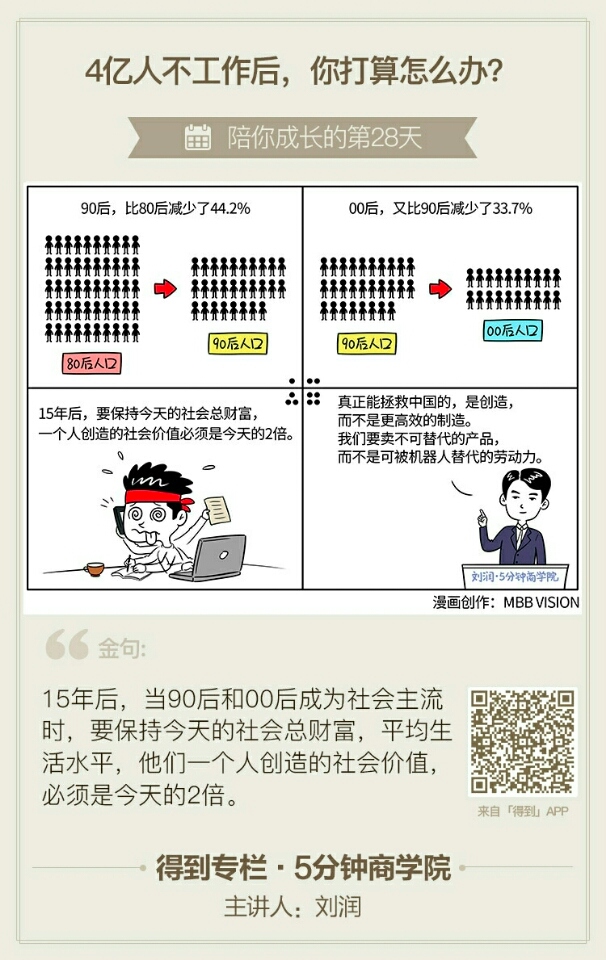 4亿人不工作后，你打算怎么办？
陪你成长的第28天
90后，比80后减少了44.2%
80后人口
90后人口
00后，又比90后减少了33.7%
90后人口
00后人口
15年后，要保持今天的社会总财富，
一个人创造的社会价值必须是今天的2倍。
真正能拯救中国的，是创造，
而不是更高效的制造。
我们要卖不可替代的产品，
而不是可被机器人替代的劳动力。
刘润·5分钟商学院
漫画创作：MBB VISION
金句:
15年后，当90后和00后成为社会主流
时，要保持今天的社会总财富，平均生
活水平，他们一个人创造的社会价值，
必须是今天的2倍。
来自「得到」APP
得到专栏·5分钟商学院
主讲人：刘润